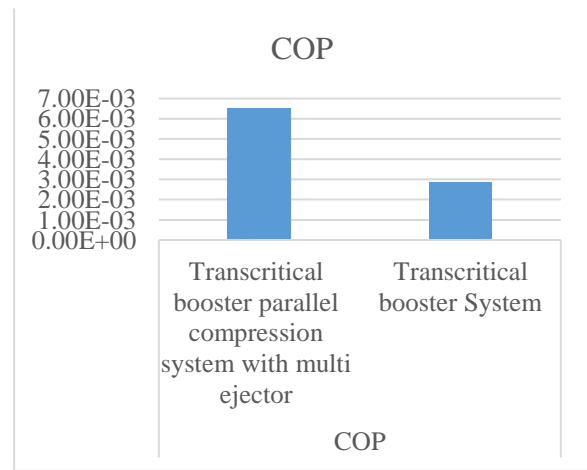 COP
7.00E-03
6.00E-03
5.00E-03
4.00E-03
3.00E-03
2.00E-03
1.00E-03
0.00E+00
Transcritical
booster parallel
compression
system with multi
ejector
Transcritical
booster System
COP